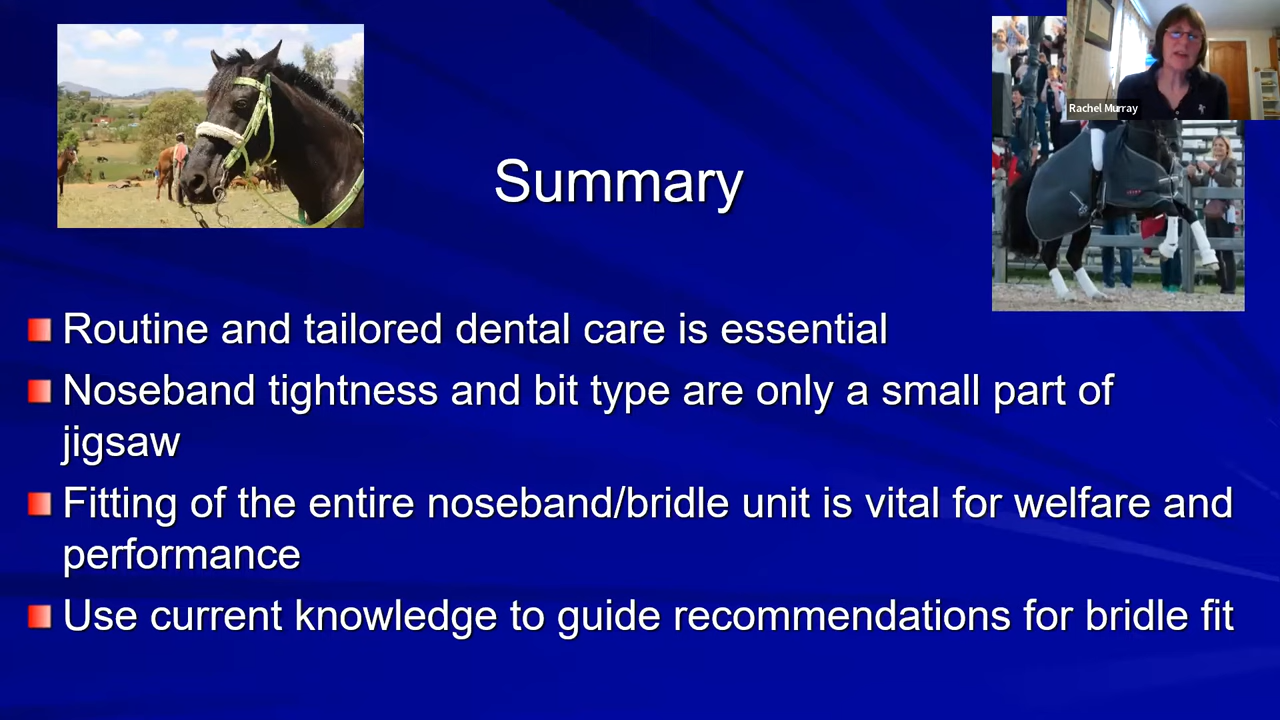 Rachel Murray
Summary
Routine and tailored dental care is essential
Noseband tightness and bit type are only a small part of
jigsaw
Fitting of the entire noseband/bridle unit is vital for welfare and
performance
Use current knowledge to guide recommendations for bridle fit